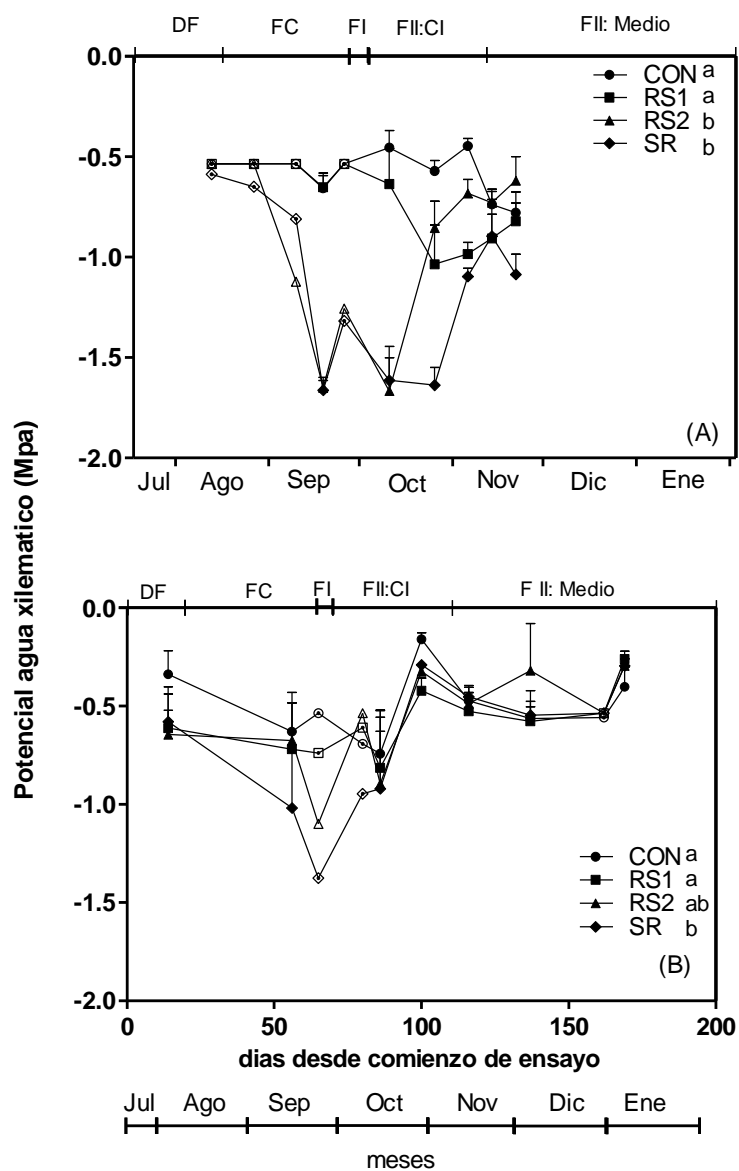 DF FC FI FII:CI FII: Medio
0.0
CON a
RS1 a
RS2 b
SR b
-0.5
-1.0
-1.5
-2.0
(A)
Jul Ago Sep Oct Nov Dic Ene
Potencial agua xilematico (Mpa)
DF FC FI FII:CI F II: Medio
0.0
-0.5
-1.0
-1.5
-2.0
CON a
RS1 a
RS2 ab
SR b
(B)
0 50 100 150 200
dias desde comienzo de ensayo
Jul Ago Sep Oct Nov Dic Ene
meses